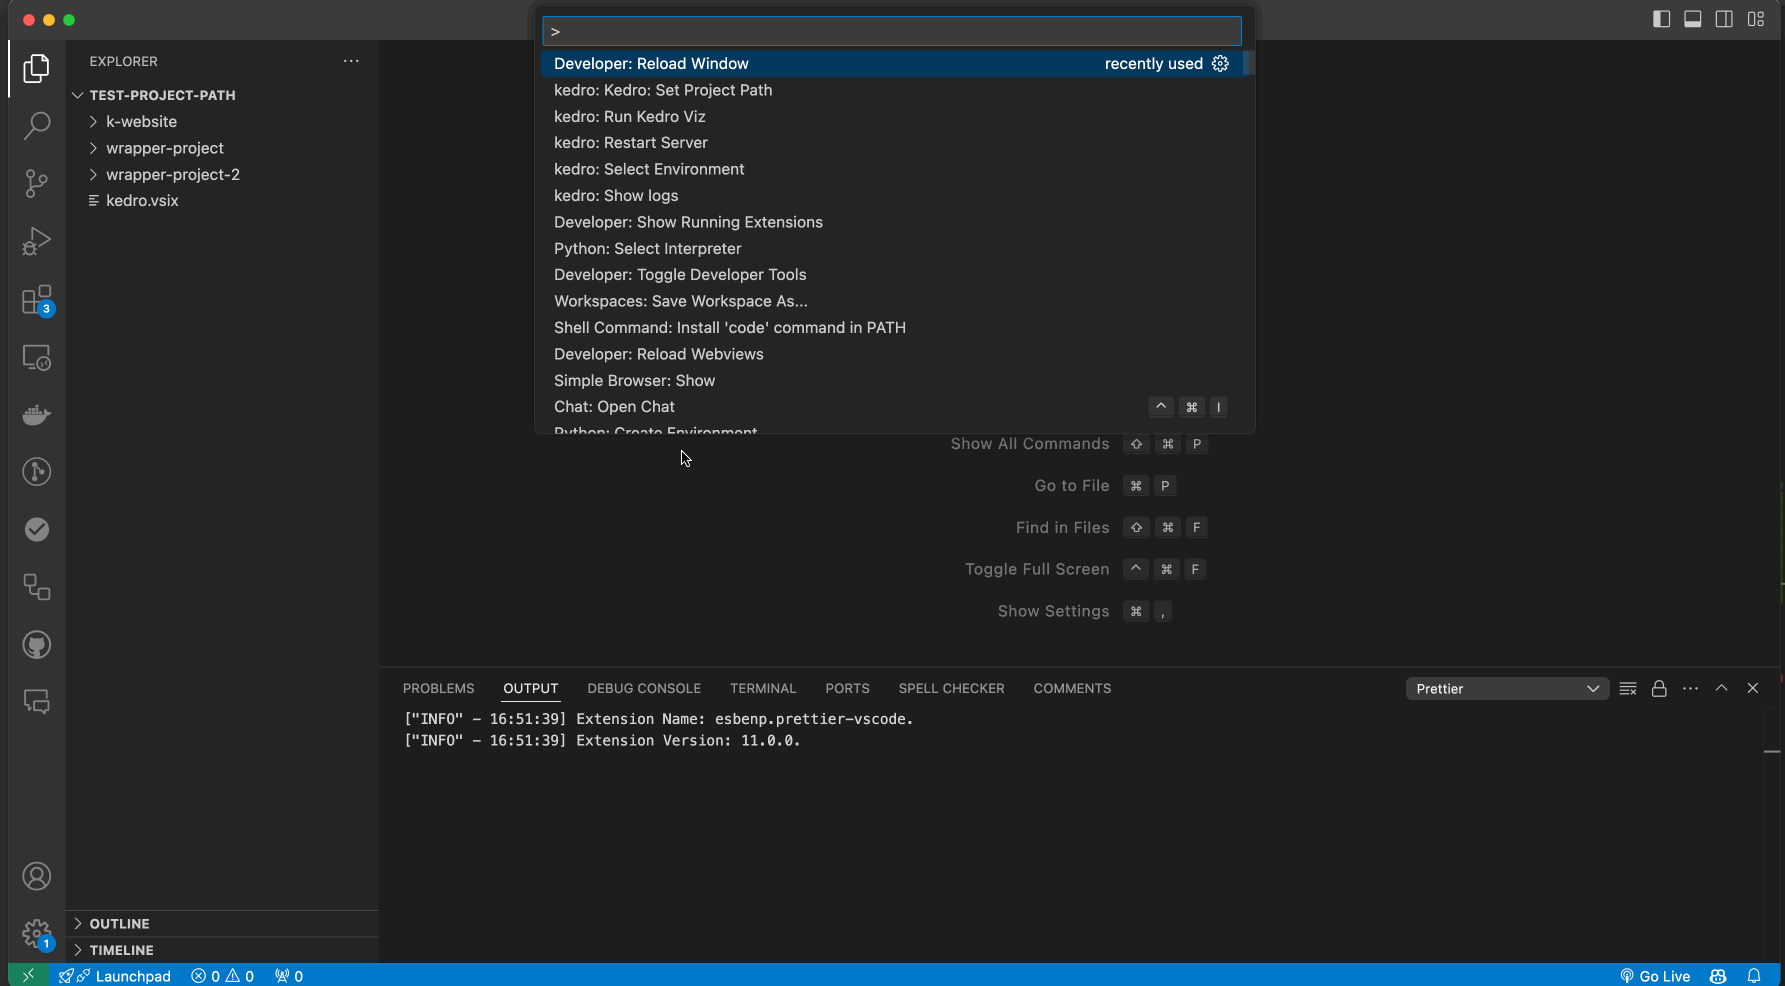 >
Developer: Reload Window recently used
kedro: Kedro: Set Project Path
kedro: Run Kedro Viz
kedro: Restart Server
kedro: Select Environment
kedro: Show logs
Developer: Show Running Extensions
Python: Select Interpreter
Developer: Toggle Developer Tools
Workspaces: Save Workspace As...
Shell Command: Install 'code' command in PATH
Developer: Reload Webviews
Simple Browser: Show
Chat: Open Chat ^ ⌘ I
Python: Create Environment
EXPLORER
TEST-PROJECT-PATH
k-website
wrapper-project
wrapper-project-2
kedro.vsix
3
Show All Commands ⇧ ⌘ P
Go to File ⌘ P
Find in Files ⇧ ⌘ F
Toggle Full Screen ^ ⌘ F
Show Settings ⌘ ,
PROBLEMS OUTPUT DEBUG CONSOLE TERMINAL PORTS SPELL CHECKER COMMENTS Prettier
["INFO" - 16:51:39] Extension Name: esbenp.prettier-vscode.
["INFO" - 16:51:39] Extension Version: 11.0.0.
OUTLINE
1
TIMELINE
Launchpad 0 0 0 Go Live